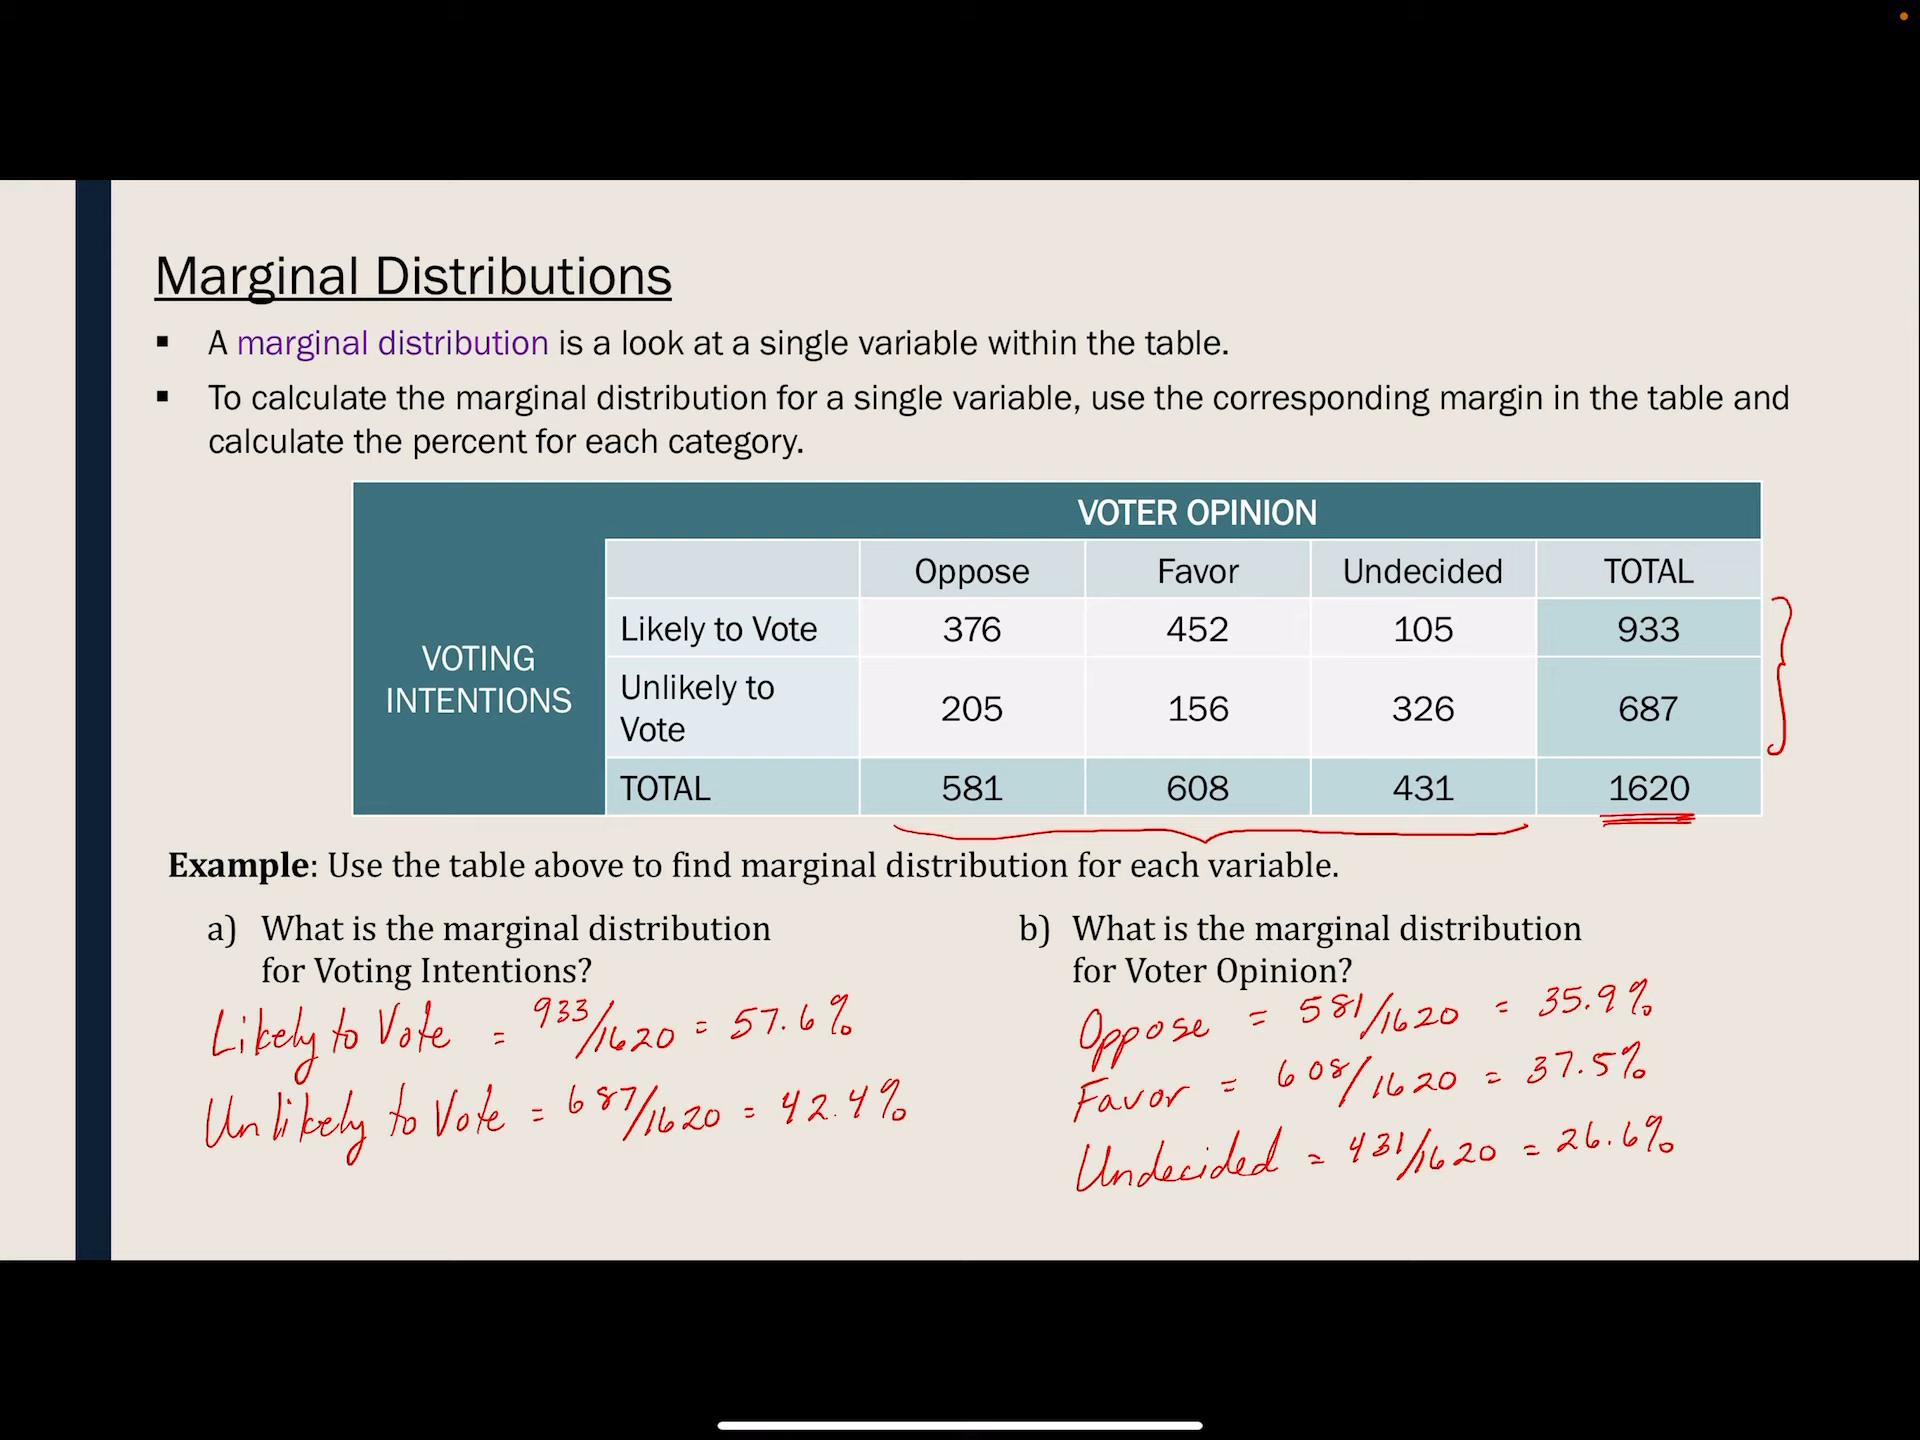 Marginal Distributions
▪ A marginal distribution is a look at a single variable within the table.
▪ To calculate the marginal distribution for a single variable, use the corresponding margin in the table and
calculate the percent for each category.
VOTER OPINION
Oppose Favor Undecided TOTAL
VOTING
INTENTIONS
Likely to Vote 376 452 105 933
Unlikely to
Vote 205 156 326 687
TOTAL 581 608 431 1620
Example: Use the table above to find marginal distribution for each variable.
a) What is the marginal distribution
for Voting Intentions?
Likely to Vote = 933/1620 = 57.6%
Unlikely to Vote = 687/1620 = 42.4%
b) What is the marginal distribution
for Voter Opinion?
Oppose = 581/1620 = 35.9%
Favor = 608/1620 = 37.5%
Undecided = 431/1620 = 26.6%